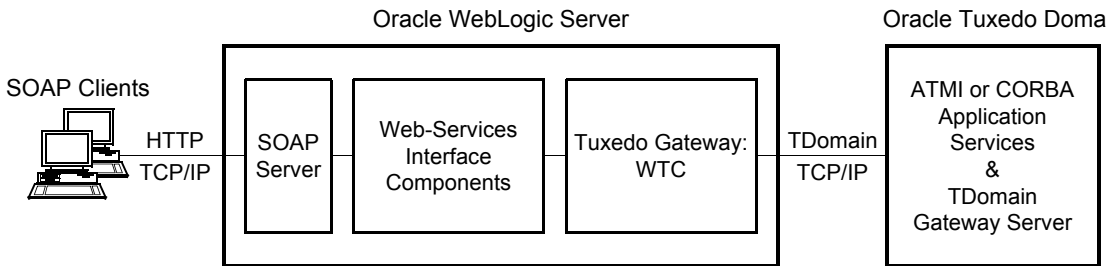 Oracle WebLogic Server
Oracle Tuxedo Doma
SOAP Clients
HTTP
TCP/IP
SOAP
Server
Web-Services
Interface
Components
Tuxedo Gateway:
WTC
TDomain
TCP/IP
ATMI or CORBA
Application
Services
&
TDomain
Gateway Server